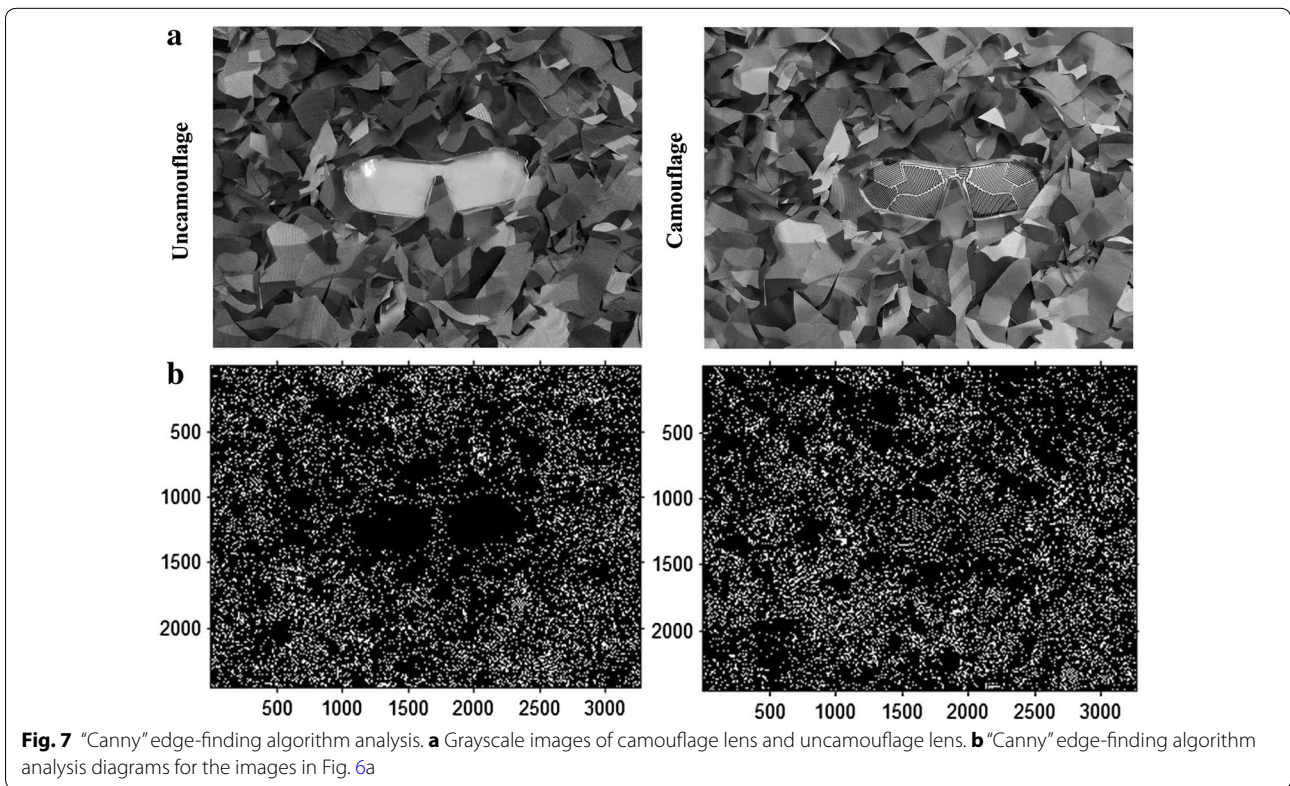 a
Uncamouflage
Camouflage
b
500
1000
1500
2000
500 1000 1500 2000 2500 3000
500
1000
1500
2000
500 1000 1500 2000 2500 3000
Fig. 7 “Canny” edge-finding algorithm analysis. a Grayscale images of camouflage lens and uncamouflage lens. b “Canny” edge-finding algorithm
analysis diagrams for the images in Fig. 6a